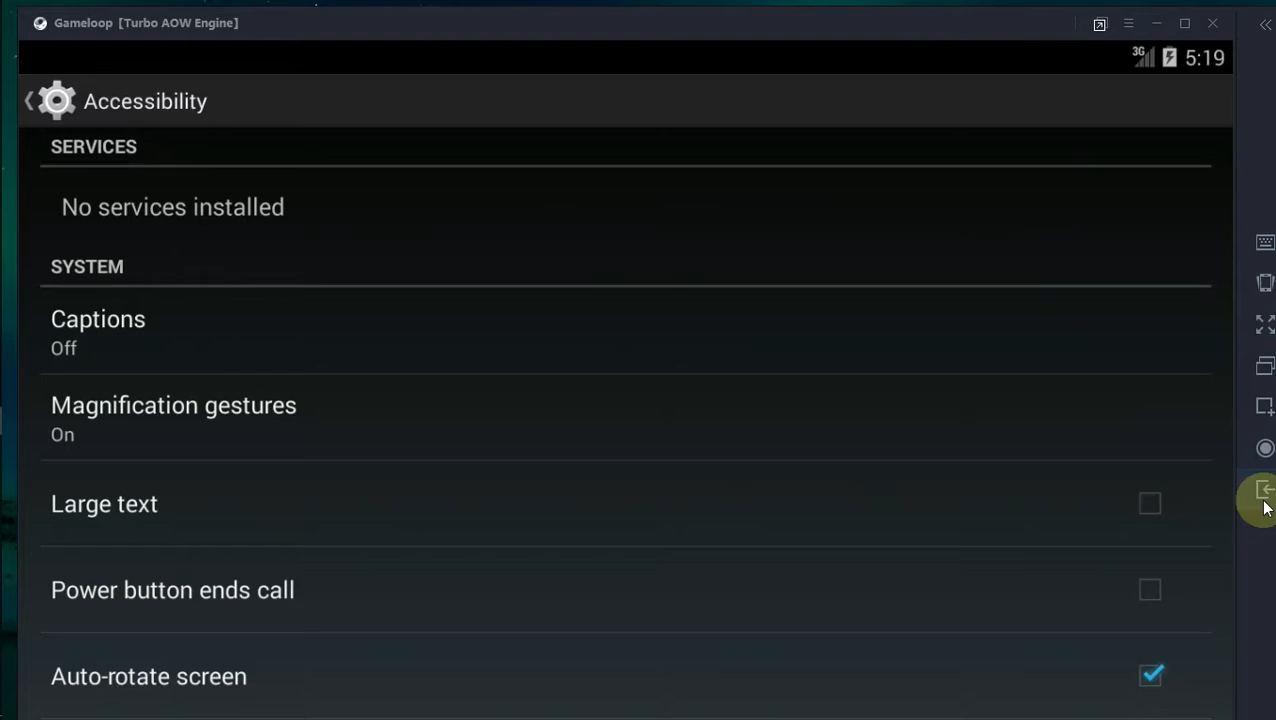 Gameloop [Turbo AOW Engine]
3G 5:19
Accessibility
SERVICES
No services installed
SYSTEM
Captions
Off
Magnification gestures
On
Large text
Power button ends call
Auto-rotate screen